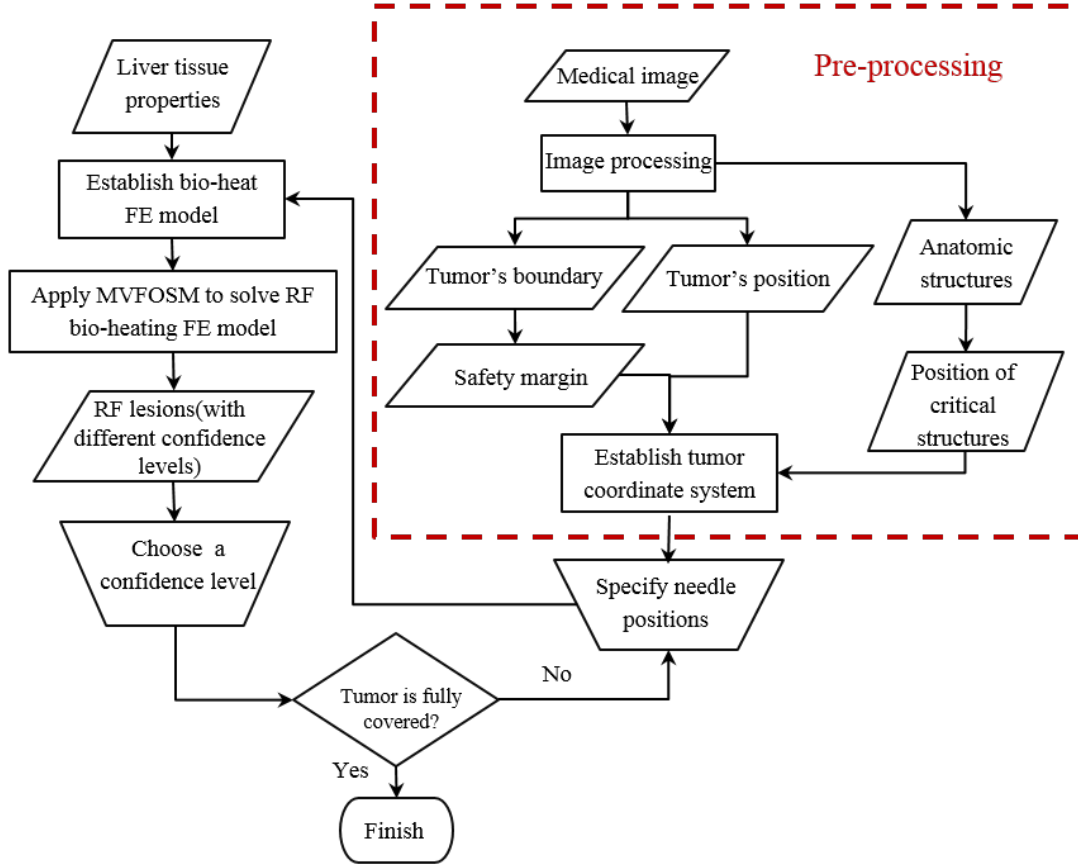 Liver tissue
properties
Establish bio-heat
FE model
Apply MVFOSM to solve RF
bio-heating FE model
RF lesions(with
different confidence
levels)
Choose a
confidence level
Tumor is fully
covered?
No
Yes
Finish
Pre-processing
Medical image
Image processing
Tumor's boundary
Tumor's position
Anatomic
structures
Safety margin
Position of
critical
structures
Establish tumor
coordinate system
Specify needle
positions